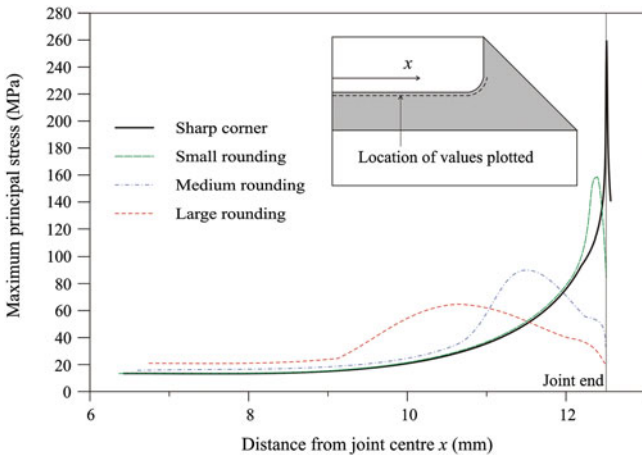 280
260
240
220
200
180
160
140
120
100
80
60
40
20
0
Maximum principal stress (MPa)
x
Location of values plotted
Sharp corner
Small rounding
Medium rounding
Large rounding
Joint end
6
8
10
12
Distance from joint centre x (mm)